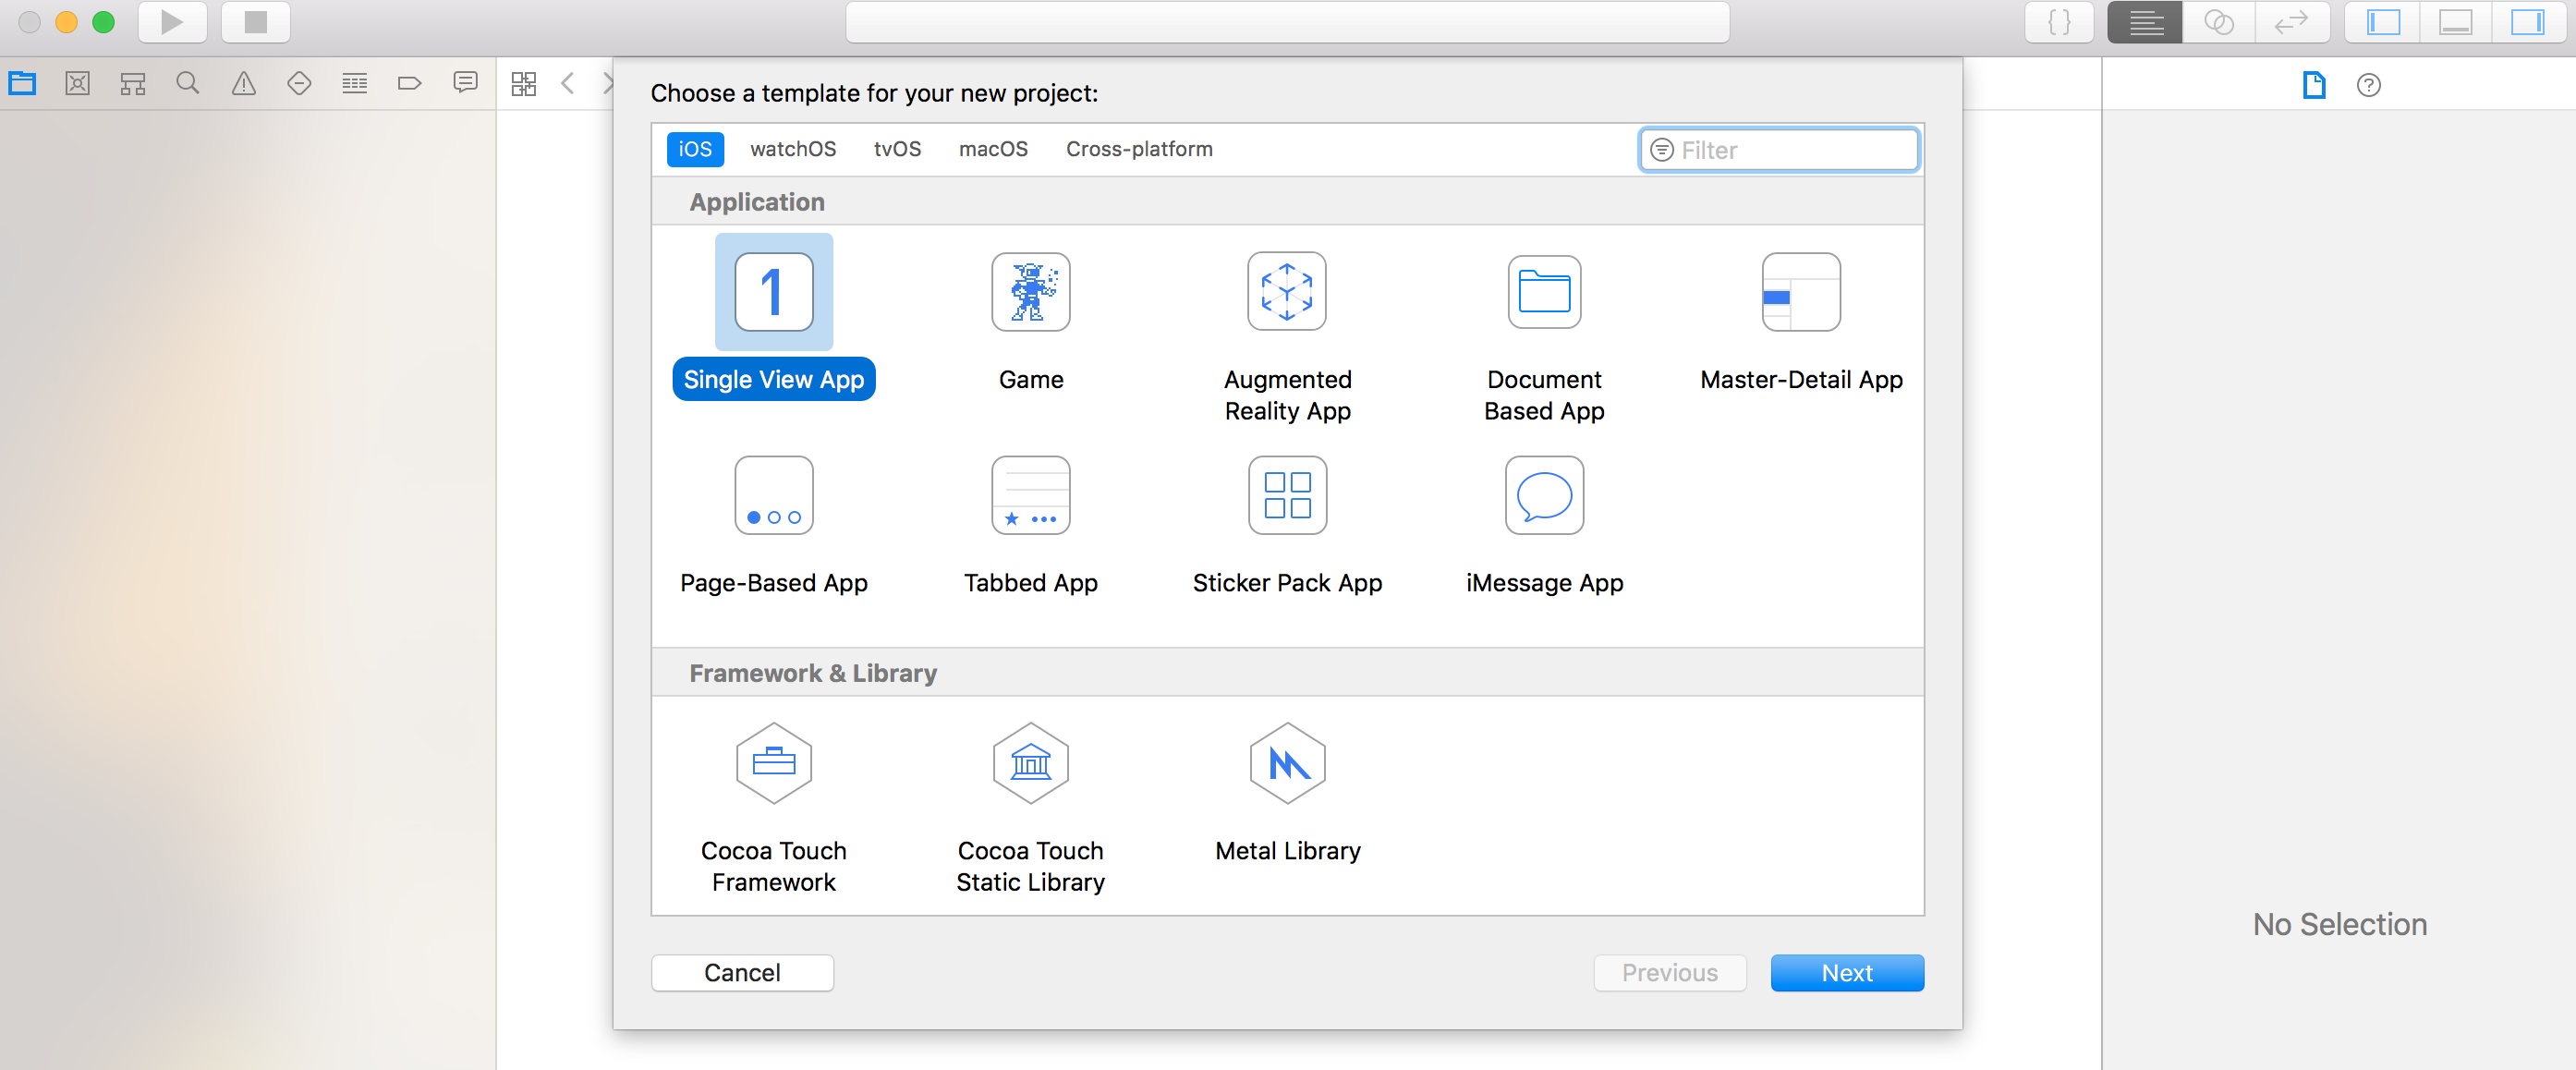 Choose a template for your new project:
iOS watchOS tvOS macOS Cross-platform Filter
Application
1
Single View App
Game
Augmented
Reality App
Document
Based App
Master-Detail App
Page-Based App
Tabbed App
Sticker Pack App
iMessage App
Framework & Library
Cocoa Touch
Framework
Cocoa Touch
Static Library
Metal Library
No Selection
Cancel
Previous
Next